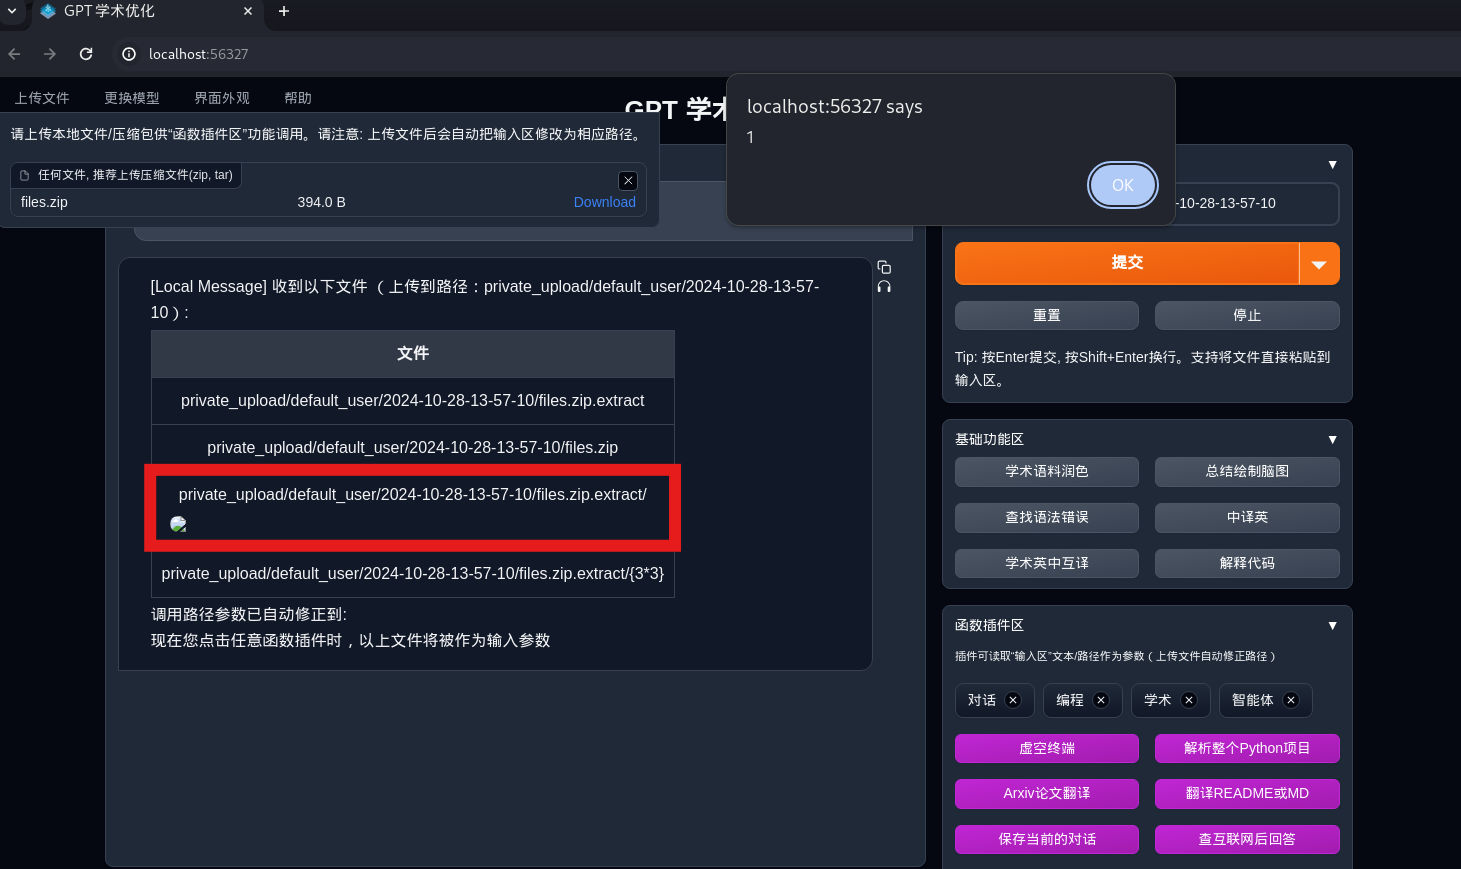 GPT 学术优化
localhost:56327
上传文件
更换模型
界面外观
帮助
GPT 学术
localhost:56327 says
1
OK
请上传本地文件/压缩包供“函数插件区”功能调用。请注意: 上传文件后会自动把输入区修改为相应路径。
任何文件, 推荐上传压缩文件(zip, tar)
files.zip 394.0 B Download
-10-28-13-57-10
提交
重置
停止
Tip: 按Enter提交, 按Shift+Enter换行。支持将文件直接粘贴到
输入区。
[Local Message] 收到以下文件 （上传到路径：private_upload/default_user/2024-10-28-13-57-
10）:
文件
private_upload/default_user/2024-10-28-13-57-10/files.zip.extract
private_upload/default_user/2024-10-28-13-57-10/files.zip
private_upload/default_user/2024-10-28-13-57-10/files.zip.extract/
private_upload/default_user/2024-10-28-13-57-10/files.zip.extract/{3*3}
调用路径参数已自动修正到:
现在您点击任意函数插件时，以上文件将被作为输入参数
基础功能区
学术语料润色
总结绘制脑图
查找语法错误
中译英
学术英中互译
解释代码
函数插件区
插件可读取“输入区”文本/路径作为参数（上传文件自动修正路径）
对话
编程
学术
智能体
虚空终端
解析整个Python项目
Arxiv论文翻译
翻译README或MD
保存当前的对话
查互联网后回答